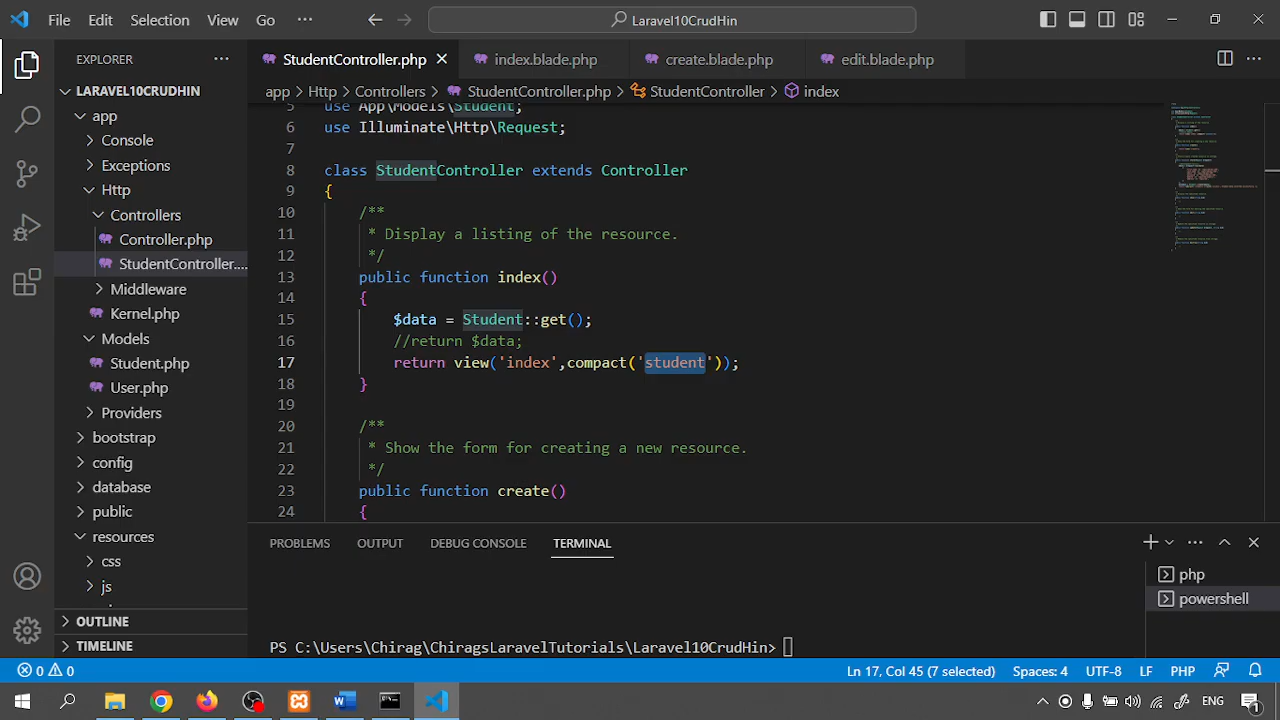 File Edit Selection View Go ··· Laravel10CrudHin
EXPLORER ···
LARAVEL10CRUDHIN
app
Console
Exceptions
Http
Controllers
Controller.php
StudentController....
Middleware
Kernel.php
Models
Student.php
User.php
Providers
bootstrap
config
database
public
resources
css
js
OUTLINE
TIMELINE
StudentController.php index.blade.php create.blade.php edit.blade.php ···
app > Http > Controllers > StudentController.php > StudentController > index
5 use App\Models\Student;
6 use Illuminate\Http\Request;
7
8 class StudentController extends Controller
9 {
10 /**
11 * Display a listing of the resource.
12 */
13 public function index()
14 {
15 $data = Student::get();
16 //return $data;
17 return view('index',compact('student'));
18 }
19
20 /**
21 * Show the form for creating a new resource.
22 */
23 public function create()
24 {
PROBLEMS OUTPUT DEBUG CONSOLE TERMINAL ···
php
powershell
PS C:\Users\Chirag\ChiragsLaravelTutorials\Laravel10CrudHin>
0 0 Ln 17, Col 45 (7 selected) Spaces: 4 UTF-8 LF PHP
ENG 1